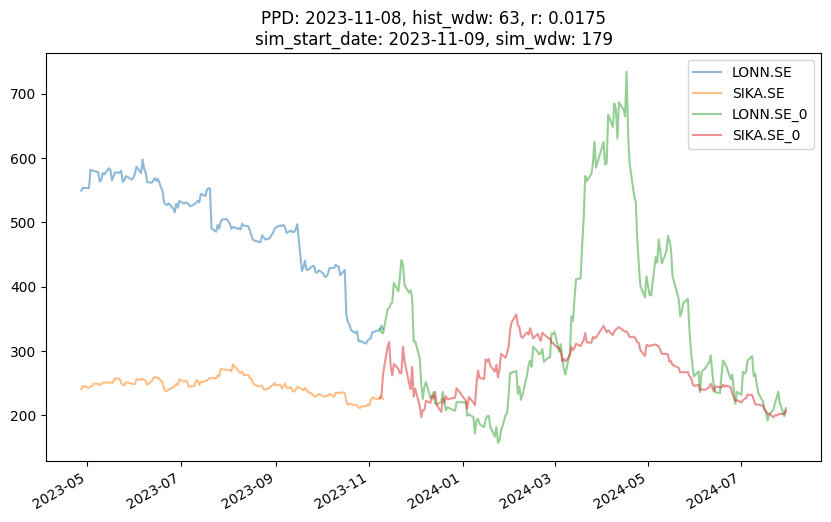 PPD: 2023-11-08, hist_wdw: 63, r: 0.0175
sim_start_date: 2023-11-09, sim_wdw: 179
LONN.SE
SIKA.SE
LONN.SE_0
SIKA.SE_0
700
600
500
400
300
200
2023-05
2023-07
2023-09
2023-11
2024-01
2024-03
2024-05
2024-07